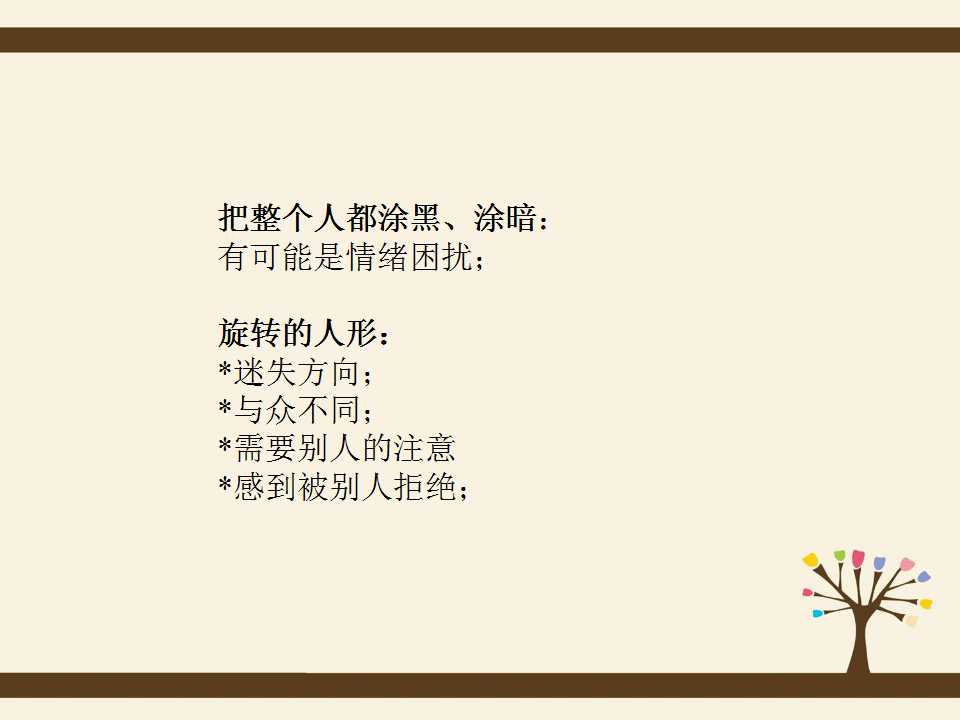 把整个人都涂黑、涂暗：
有可能是情绪困扰；
旋转的人形：
*迷失方向；
*与众不同；
*需要别人的注意
*感到被别人拒绝；